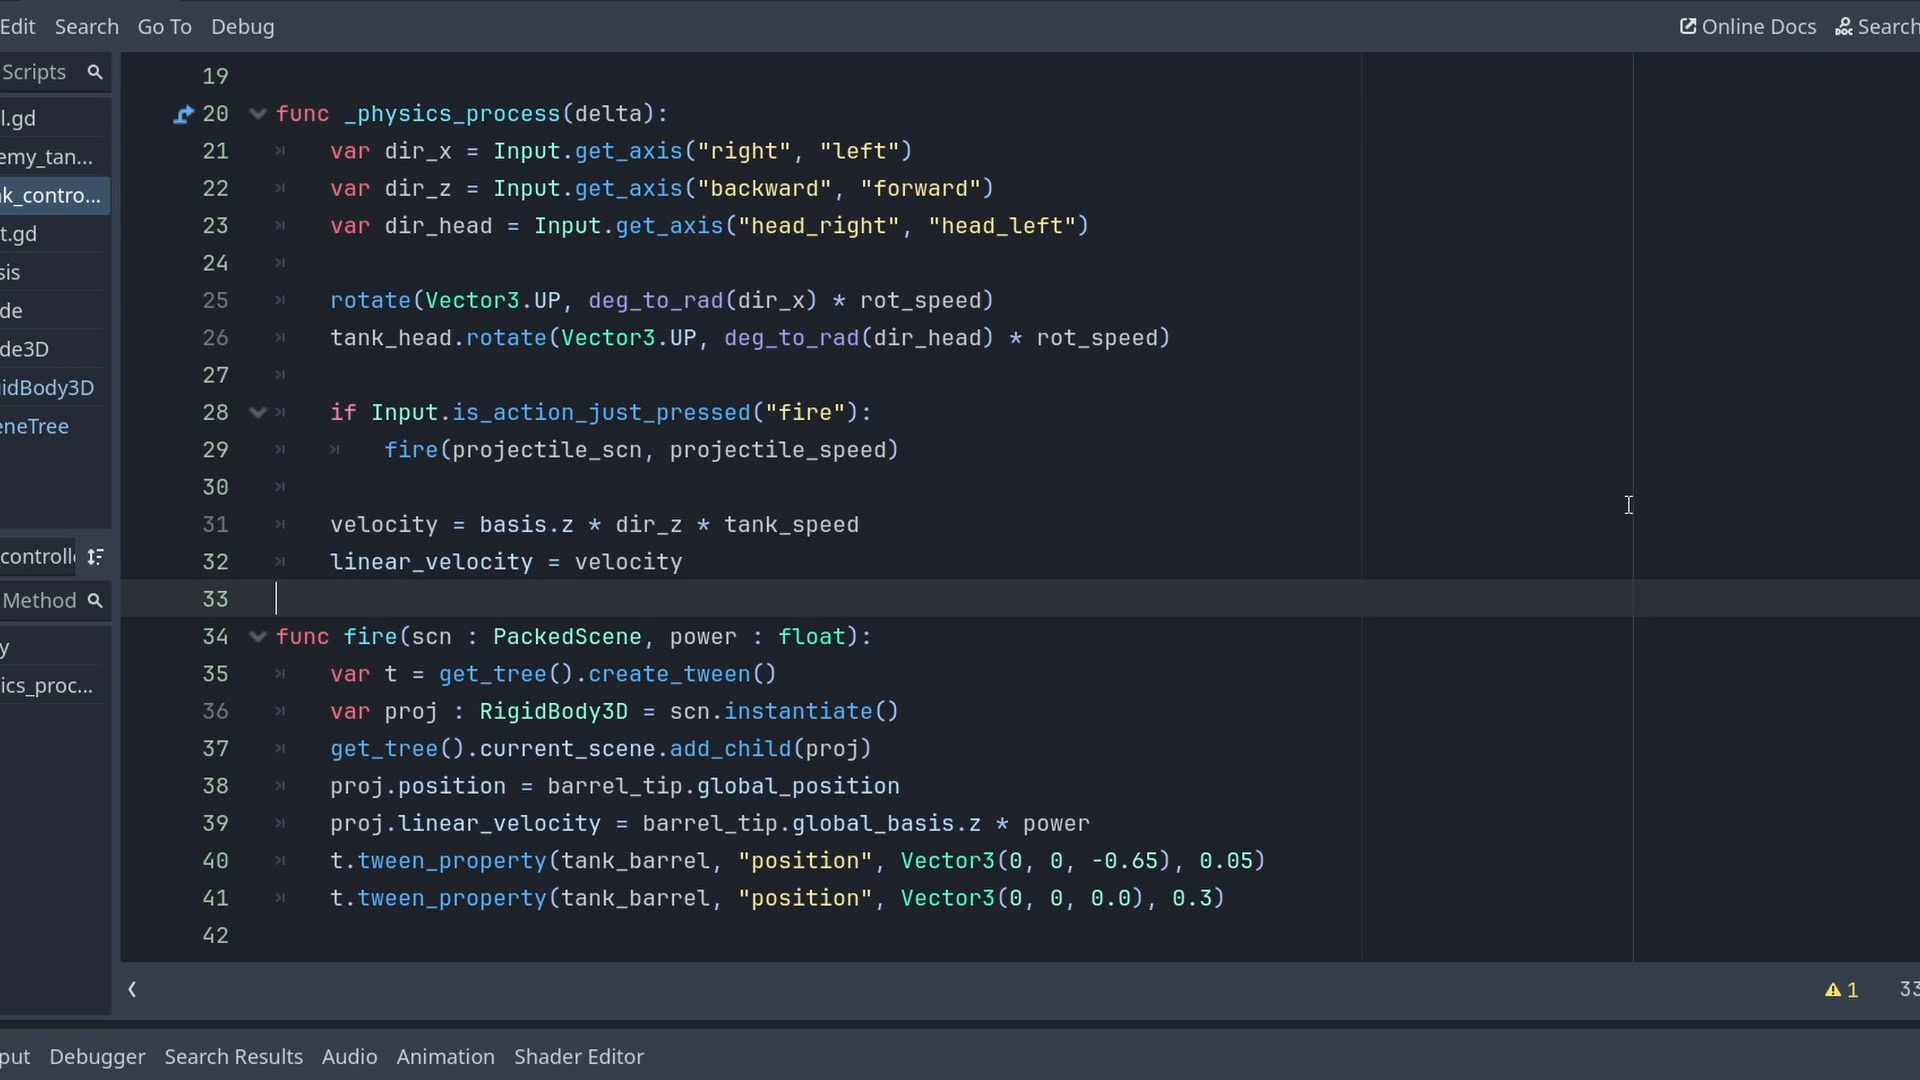 Edit Search Go To Debug Online Docs Search
Scripts
l.gd
emy_tan...
nk_contro...
t.gd
sis
de
de3D
idBody3D
eneTree
controlle
Method
y
ics_proc...
19
20 func _physics_process(delta):
21 var dir_x = Input.get_axis("right", "left")
22 var dir_z = Input.get_axis("backward", "forward")
23 var dir_head = Input.get_axis("head_right", "head_left")
24
25 rotate(Vector3.UP, deg_to_rad(dir_x) * rot_speed)
26 tank_head.rotate(Vector3.UP, deg_to_rad(dir_head) * rot_speed)
27
28 if Input.is_action_just_pressed("fire"):
29 fire(projectile_scn, projectile_speed)
30
31 velocity = basis.z * dir_z * tank_speed
32 linear_velocity = velocity
33
34 func fire(scn : PackedScene, power : float):
35 var t = get_tree().create_tween()
36 var proj : RigidBody3D = scn.instantiate()
37 get_tree().current_scene.add_child(proj)
38 proj.position = barrel_tip.global_position
39 proj.linear_velocity = barrel_tip.global_basis.z * power
40 t.tween_property(tank_barrel, "position", Vector3(0, 0, -0.65), 0.05)
41 t.tween_property(tank_barrel, "position", Vector3(0, 0, 0.0), 0.3)
42
1 33
put Debugger Search Results Audio Animation Shader Editor